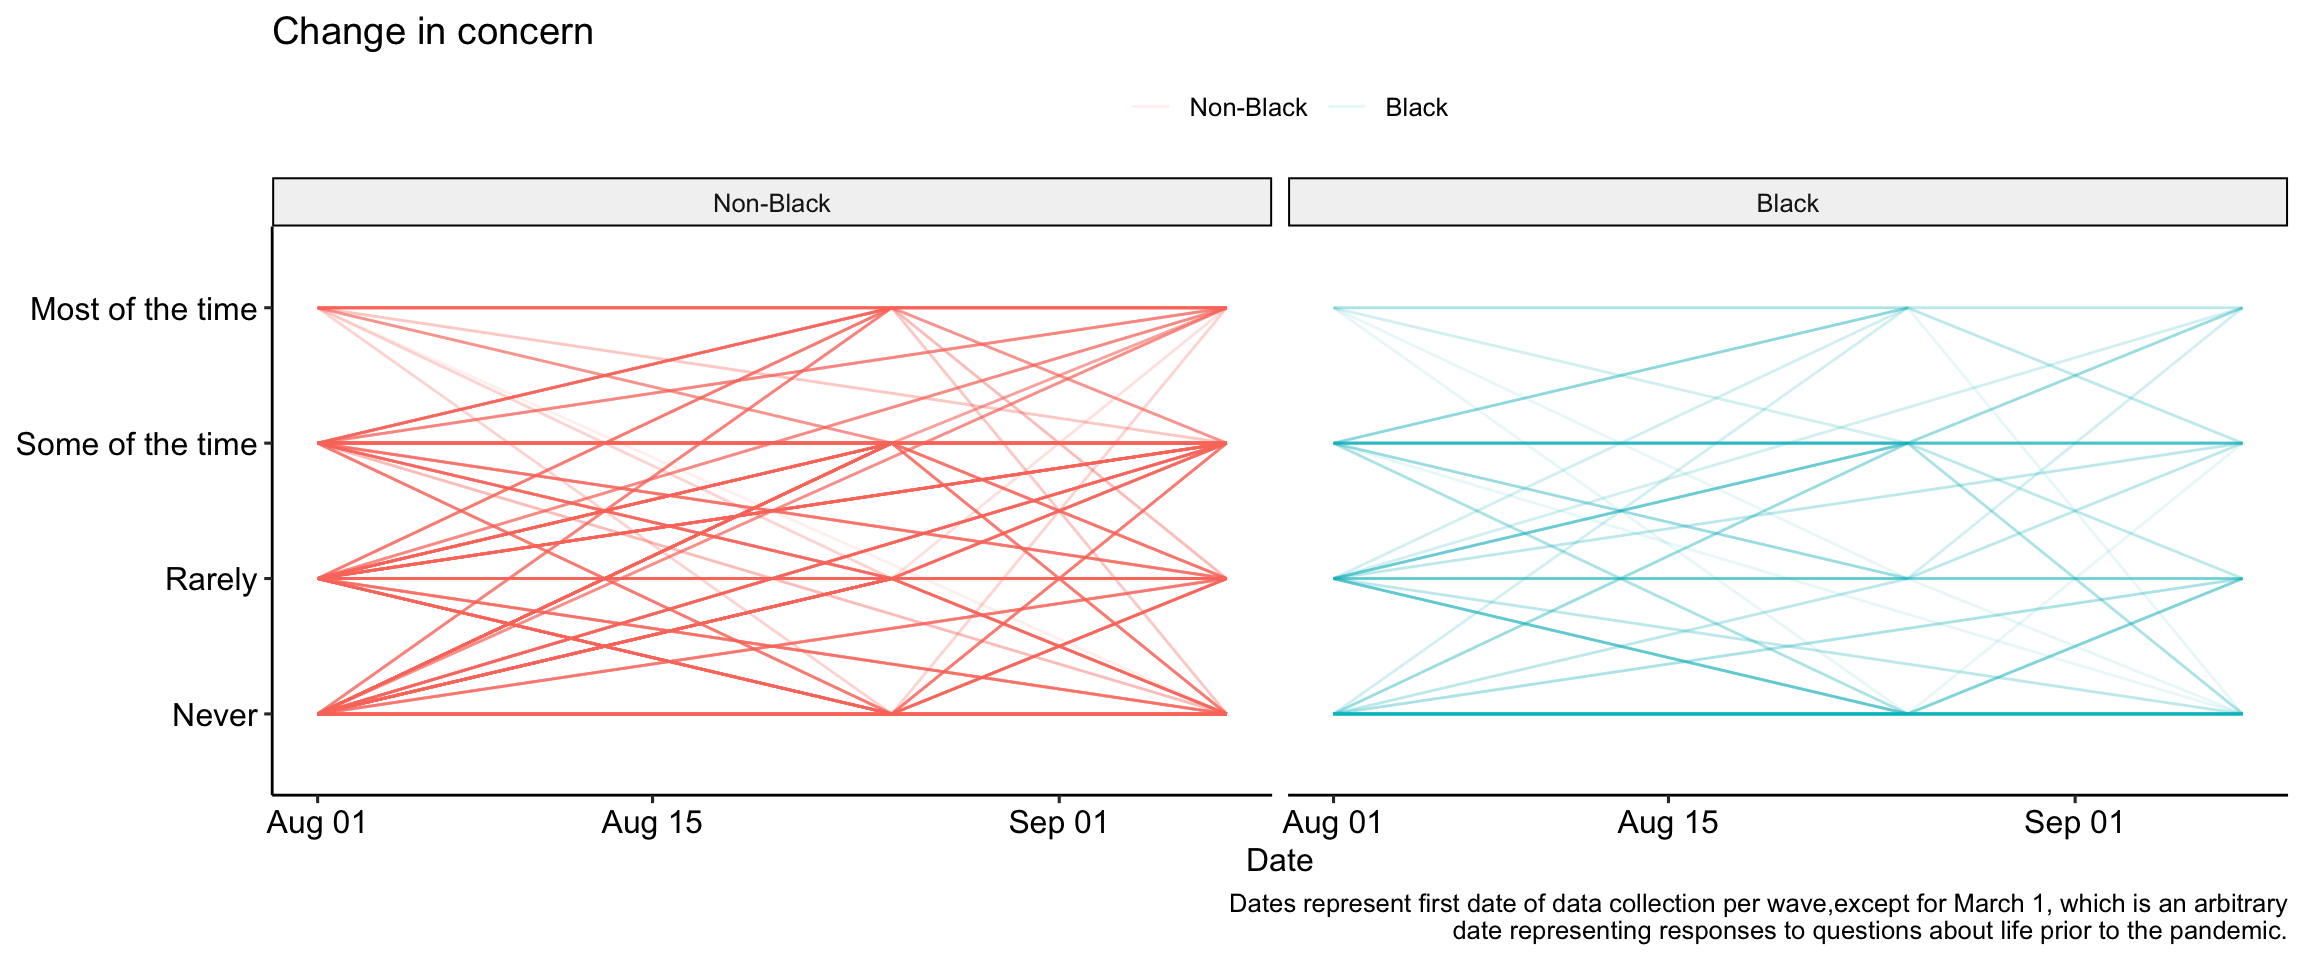 Change in concern
Non-Black Black
Non-Black Black
Most of the time
Some of the time
Rarely
Never
Aug 01 Aug 15 Sep 01 Aug 01 Aug 15 Sep 01
Date
Dates represent first date of data collection per wave,except for March 1, which is an arbitrary
date representing responses to questions about life prior to the pandemic.